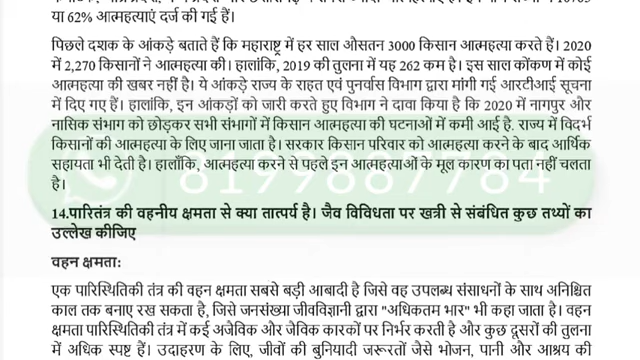 या 62% आत्महत्याएं दर्ज की गई हैं।
पिछले दशक के आंकड़े बताते हैं कि महाराष्ट्र में हर साल औसतन 3000 किसान आत्महत्या करते हैं। 2020
में 2,270 किसानों ने आत्महत्या की। हालांकि, 2019 की तुलना में यह 262 कम है। इस साल कोंकण में कोई
आत्महत्या की खबर नहीं है। ये आंकड़े राज्य के राहत एवं पुनर्वास विभाग द्वारा मांगी गई आरटीआई सूचना
में दिए गए हैं। हालांकि, इन आंकड़ों को जारी करते हुए विभाग ने दावा किया है कि 2020 में नागपुर और
नासिक संभाग को छोड़कर सभी संभागों में किसान आत्महत्या की घटनाओं में कमी आई है. राज्य में विदर्भ
किसानों की आत्महत्या के लिए जाना जाता है। सरकार किसान परिवार को आत्महत्या करने के बाद आर्थिक
सहायता भी देती है। हालाँकि, आत्महत्या करने से पहले इन आत्महत्याओं के मूल कारण का पता नहीं चलता
है।
8199887784
14.पारितंत्र की वहनीय क्षमता से क्या तात्पर्य है। जैव विविधता पर खत्री से संबंधित कुछ तथ्यों का
उल्लेख कीजिए
वहन क्षमता:
एक पारिस्थितिकी तंत्र की वहन क्षमता सबसे बड़ी आबादी है जिसे वह उपलब्ध संसाधनों के साथ अनिश्चित
काल तक बनाए रख सकता है, जिसे जनसंख्या जीवविज्ञानी द्वारा "अधिकतम भार" भी कहा जाता है। वहन
क्षमता पारिस्थितिकी तंत्र में कई अजैविक और जैविक कारकों पर निर्भर करती है और कुछ दूसरों की तुलना
में अधिक स्पष्ट हैं। उदाहरण के लिए, जीवों की बुनियादी जरूरतों जैसे भोजन, पानी और आश्रय की